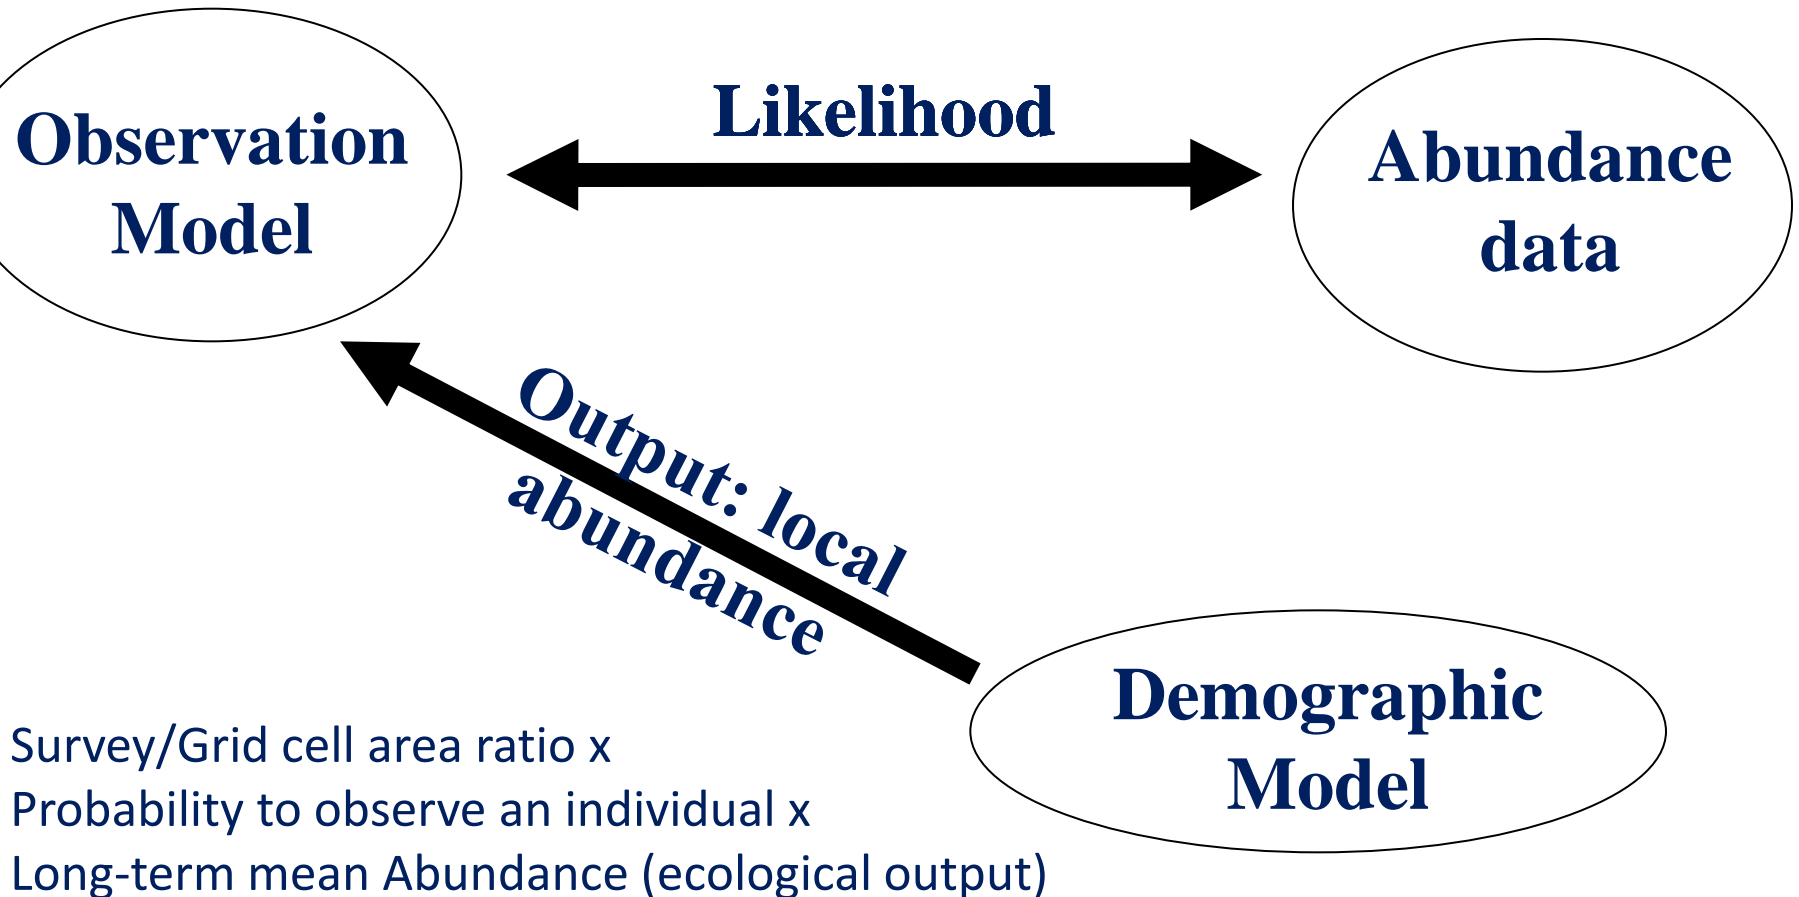 Observation
Model
Likelihood
Abundance
data
Output: local
abundance
Demographic
Model
Survey/Grid cell area ratio x
Probability to observe an individual x
Long-term mean Abundance (ecological output)